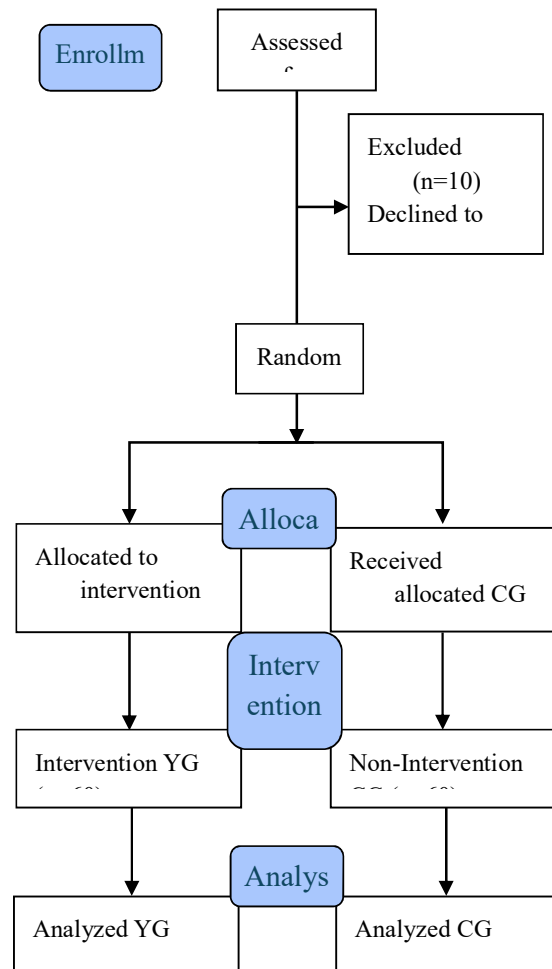 Enrollm
Assessed
Excluded
(n=10)
Declined to
Random
Alloca
Allocated to
intervention
Received
allocated CG
Interv
ention
Intervention YG
Non-Intervention
Analys
Analyzed YG
Analyzed CG